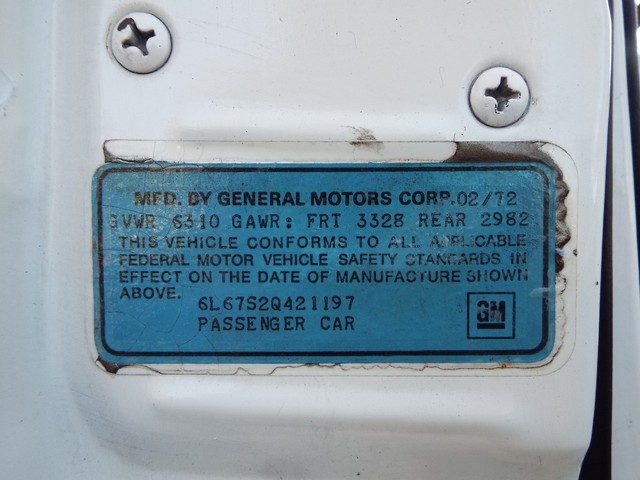 MFD. BY GENERAL MOTORS CORP. 02/72
GVWR 6310 GAWR: FRT 3328 REAR 2982
THIS VEHICLE CONFORMS TO ALL APPLICABLE
FEDERAL MOTOR VEHICLE SAFETY STANDARDS IN
EFFECT ON THE DATE OF MANUFACTURE SHOWN
ABOVE.
6L67S2Q421197
PASSENGER CAR
GM